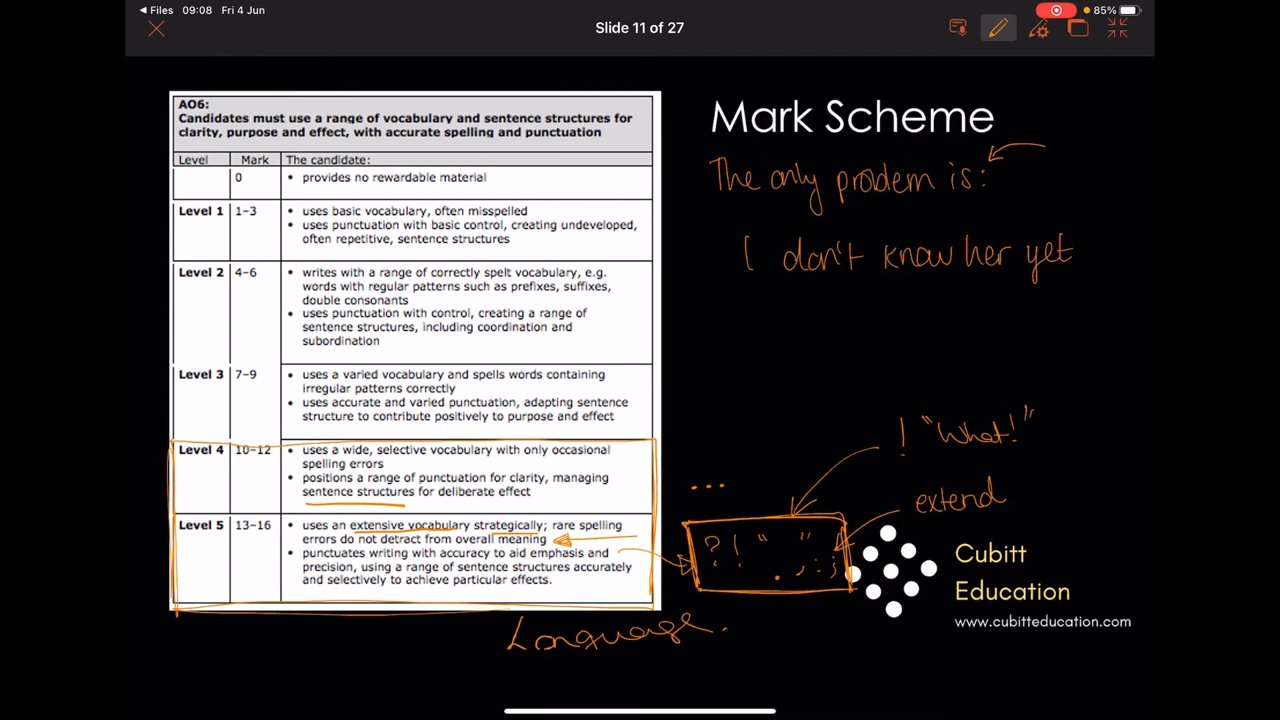 Files 09:08 Fri 4 Jun 85%
Slide 11 of 27
AO6:
Candidates must use a range of vocabulary and sentence structures for
clarity, purpose and effect, with accurate spelling and punctuation
Level Mark The candidate:
0 • provides no rewardable material
Level 1 1–3 • uses basic vocabulary, often misspelled
• uses punctuation with basic control, creating undeveloped,
often repetitive, sentence structures
Level 2 4–6 • writes with a range of correctly spelt vocabulary, e.g.
words with regular patterns such as prefixes, suffixes,
double consonants
• uses punctuation with control, creating a range of
sentence structures, including coordination and
subordination
Level 3 7–9 • uses a varied vocabulary and spells words containing
irregular patterns correctly
• uses accurate and varied punctuation, adapting sentence
structure to contribute positively to purpose and effect
Level 4 10–12 • uses a wide, selective vocabulary with only occasional
spelling errors
• positions a range of punctuation for clarity, managing
sentence structures for deliberate effect
Level 5 13–16 • uses an extensive vocabulary strategically; rare spelling
errors do not detract from overall meaning
• punctuates writing with accuracy to aid emphasis and
precision, using a range of sentence structures accurately
and selectively to achieve particular effects.
Mark Scheme
The only problem is:
I don't know her yet
! "What!"
...
extend
? ! " "
. , : ;
Cubitt
Education
www.cubitteducation.com
Language.